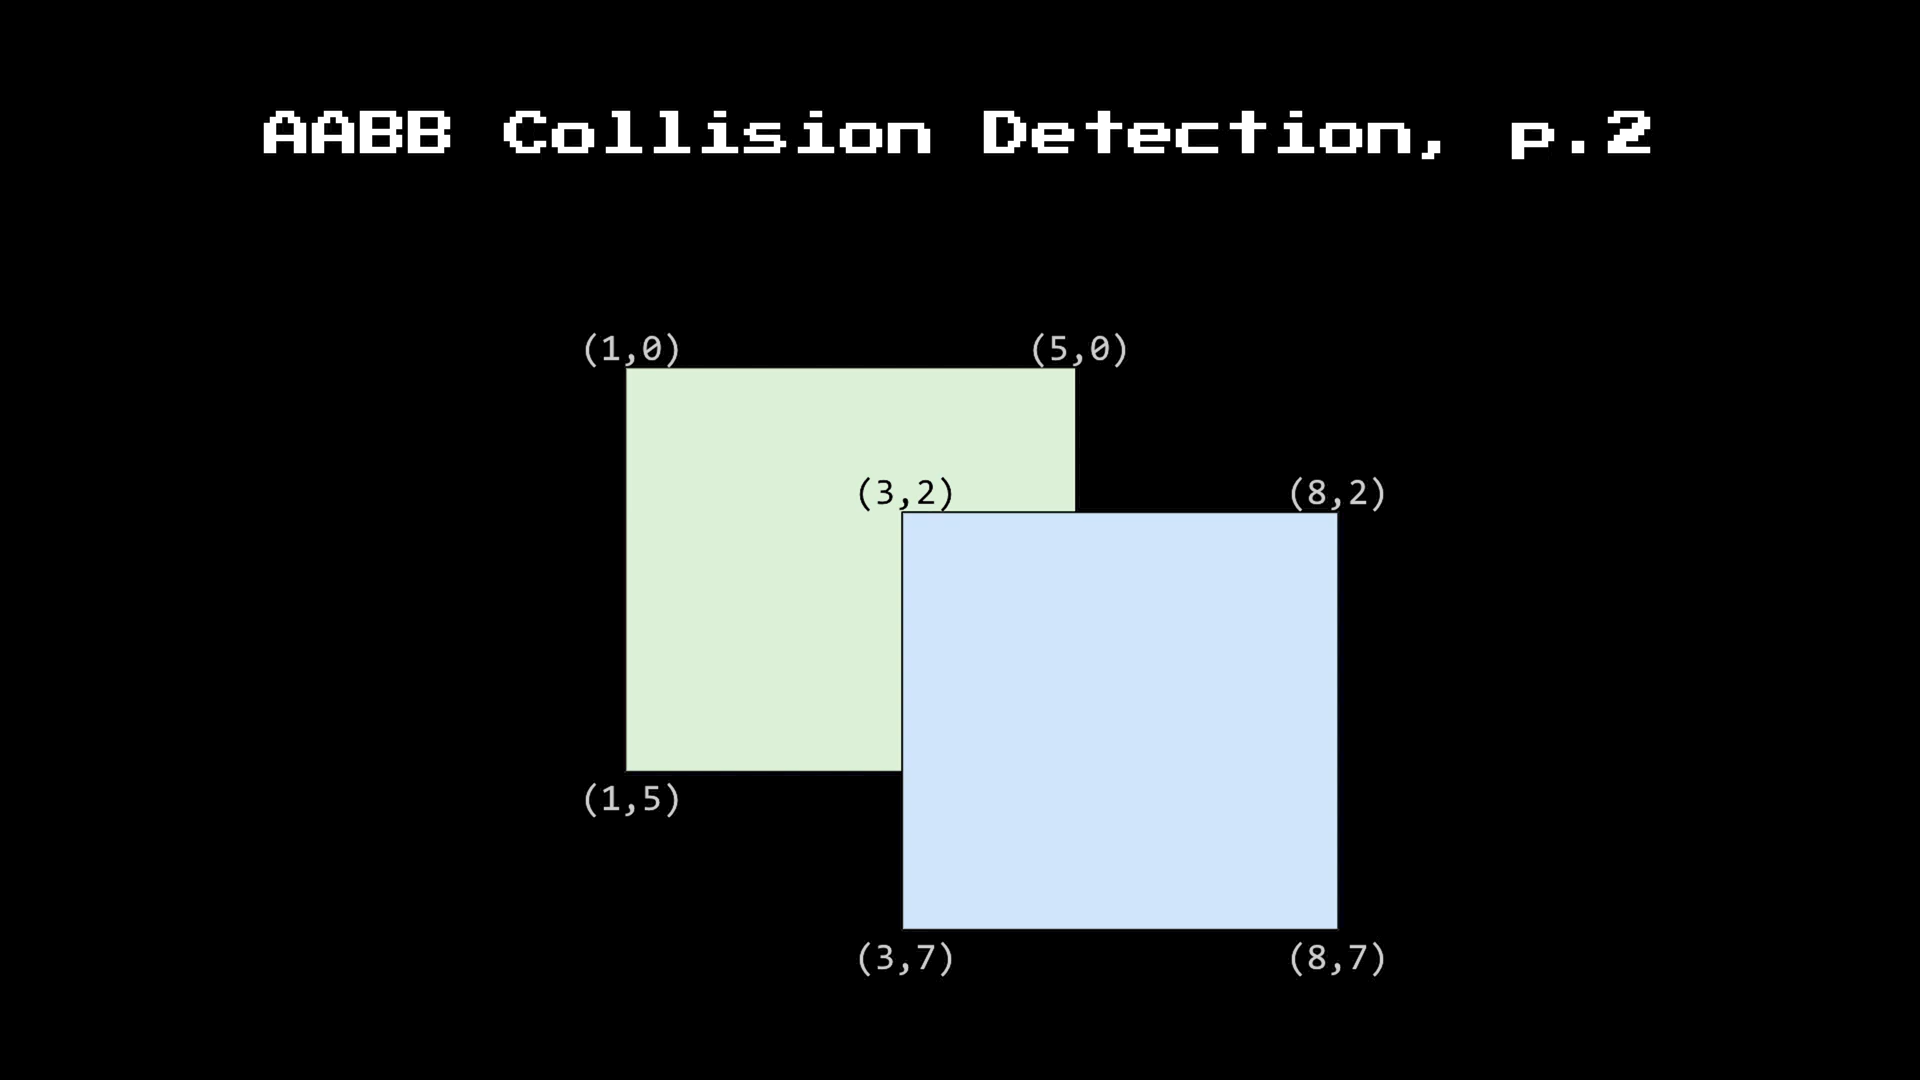 AABB Collision Detection, p.2
(1,0) (5,0)
(3,2) (8,2)
(1,5)
(3,7) (8,7)